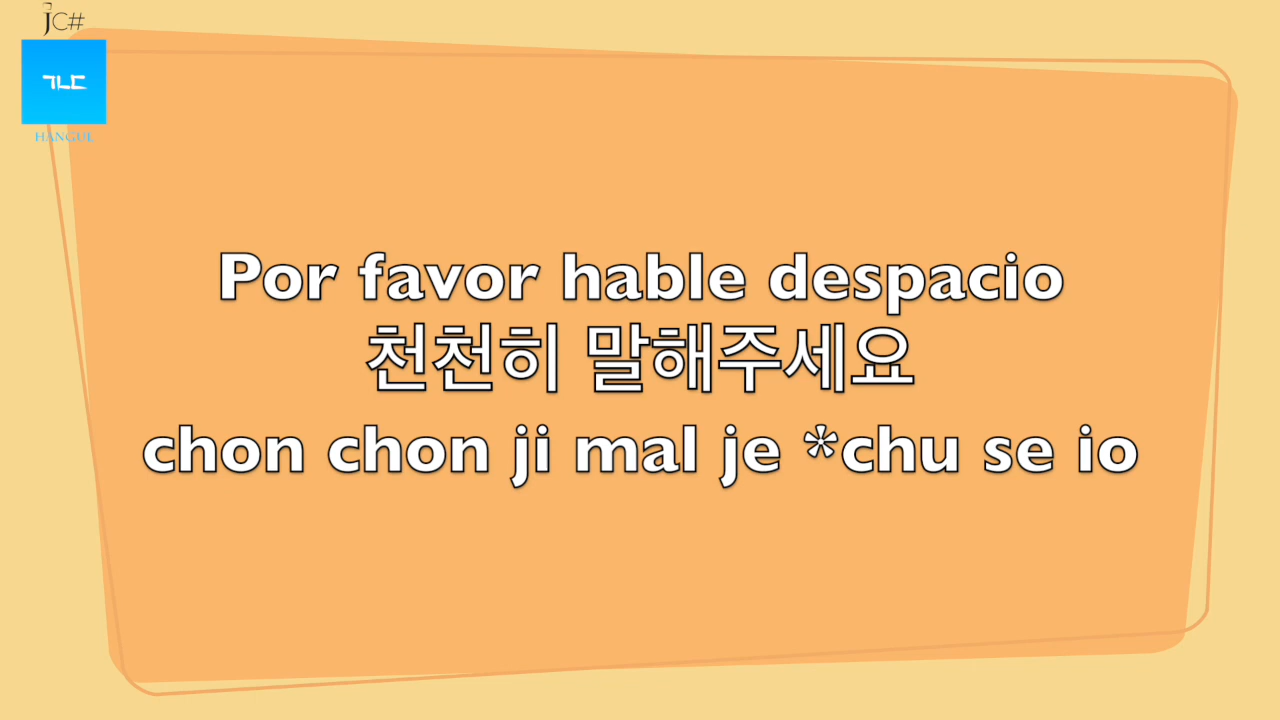 jC#
ㄱㄴㄷ
HANGUL
Por favor hable despacio
천천히 말해주세요
chon chon ji mal je *chu se io